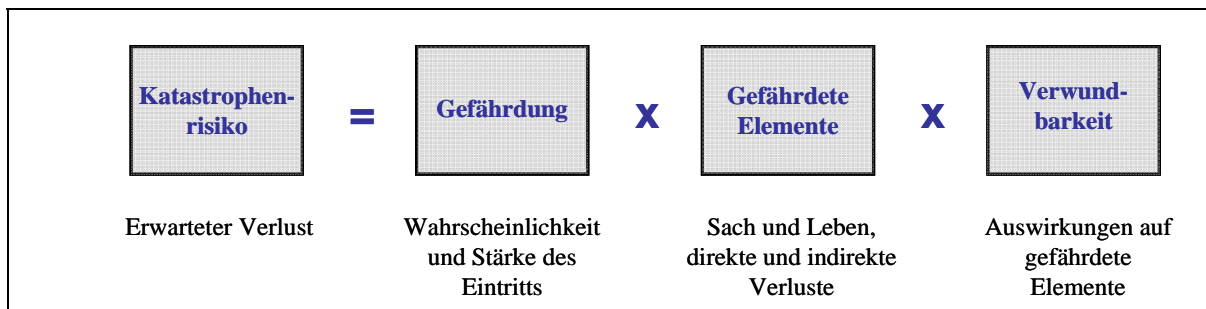 Katastrophen-
risiko
=
Gefährdung
x
Gefährdete
Elemente
x
Verwund-
barkeit
Erwarteter Verlust
Wahrscheinlichkeit
und Stärke des
Eintritts
Sach und Leben,
direkte und indirekte
Verluste
Auswirkungen auf
gefährdete
Elemente